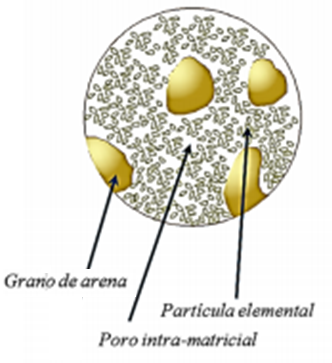 Grano de arena
Partícula elemental
Poro intra-matricial